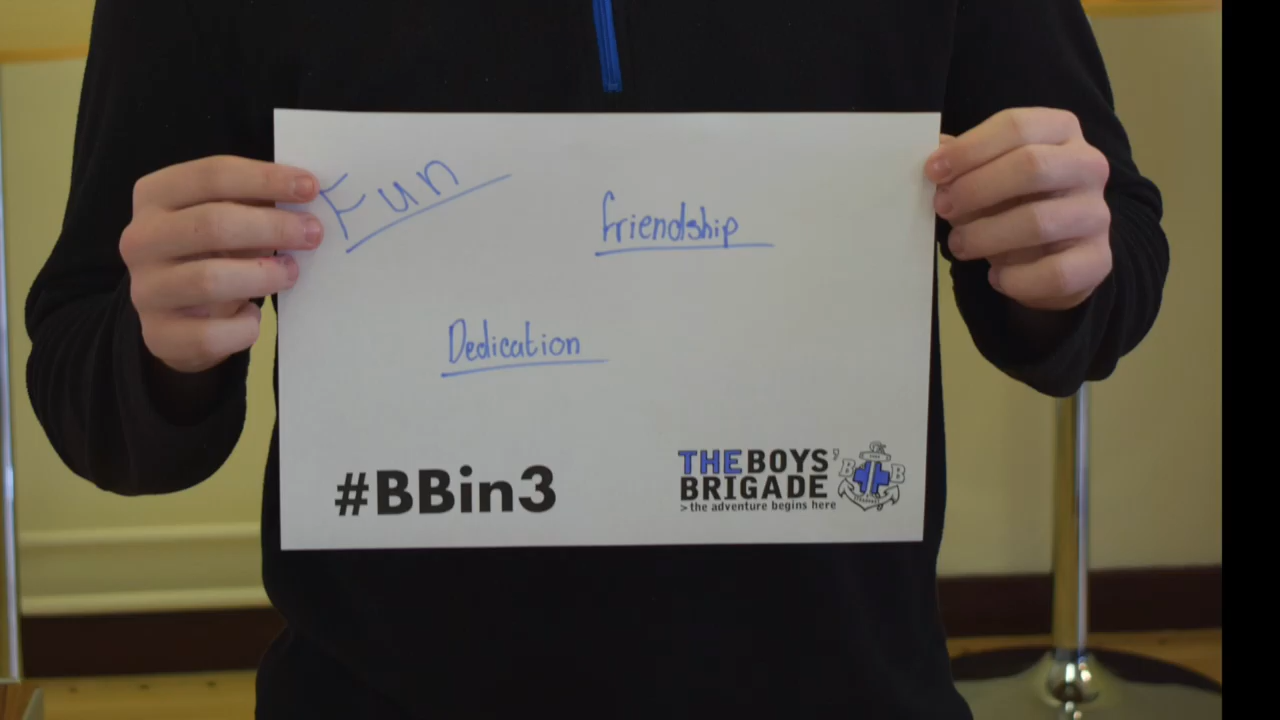 Fun
friendship
Dedication
#BBin3
THE BOYS'
BRIGADE
>the adventure begins here
B B